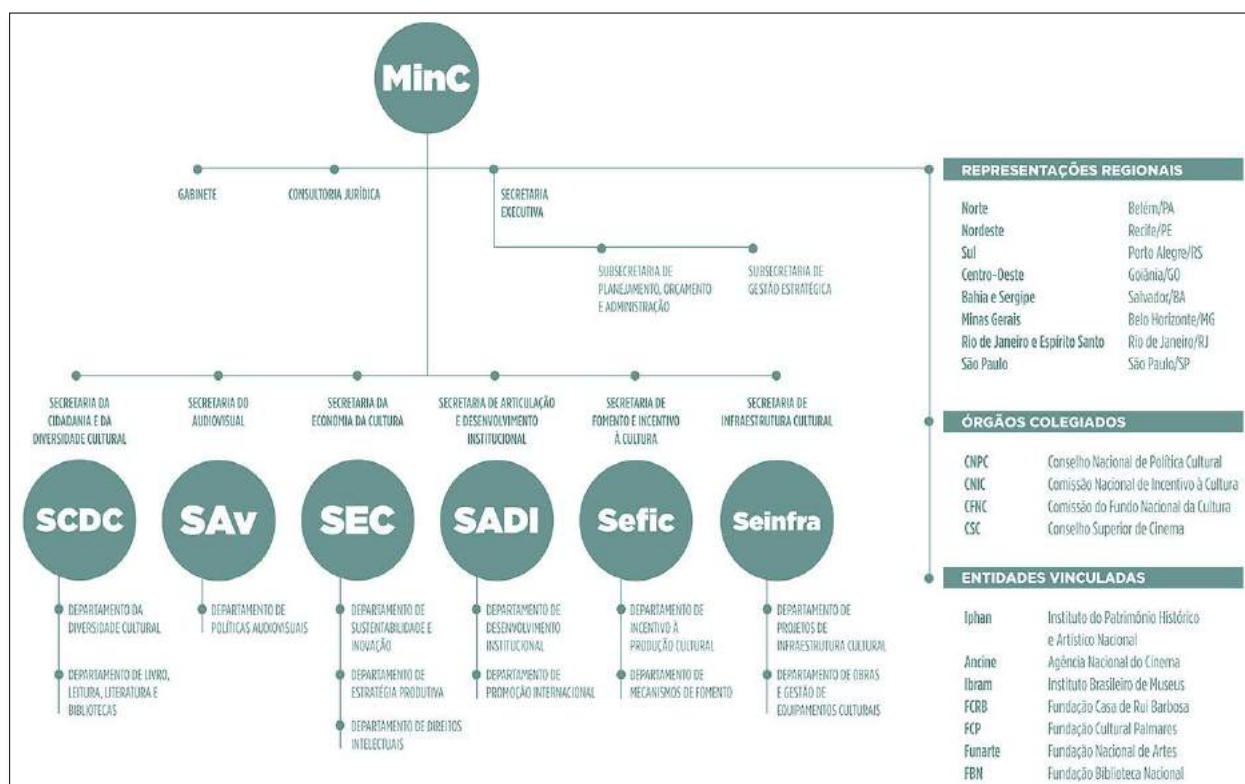 MinC
GABINETE
CONSULTORIA JURÍDICA
SECRETARIA
EXECUTIVA
SUBSECRETARIA DE
PLANEJAMENTO, ORÇAMENTO
E ADMINISTRAÇÃO
SUBSECRETARIA DE
GESTÃO ESTRATÉGICA
SECRETARIA DA
CIDADANIA E DA
DIVERSIDADE CULTURAL
SECRETARIA DO
AUDIOVISUAL
SECRETARIA DA
ECONOMIA DA CULTURA
SECRETARIA DE ARTICULAÇÃO
E DESENVOLVIMENTO
INSTITUCIONAL
SECRETARIA DE
FOMENTO E INCENTIVO
À CULTURA
SECRETARIA DE
INFRAESTRUTURA CULTURAL
SCDC
SAv
SEC
SADI
Sefic
Seinfra
DEPARTAMENTO DA
DIVERSIDADE CULTURAL
DEPARTAMENTO DE LIVRO,
LEITURA, LITERATURA E
BIBLIOTECAS
DEPARTAMENTO DE
POLÍTICAS AUDIOVISUAIS
DEPARTAMENTO DE
SUSTENTABILIDADE E
INOVAÇÃO
DEPARTAMENTO DE
ESTRATÉGIA PRODUTIVA
DEPARTAMENTO DE DIREITOS
INTELECTUAIS
DEPARTAMENTO DE
DESENVOLVIMENTO
INSTITUCIONAL
DEPARTAMENTO DE
PROMOÇÃO INTERNACIONAL
DEPARTAMENTO DE
INCENTIVO À
PRODUÇÃO CULTURAL
DEPARTAMENTO DE
MECANISMOS DE FOMENTO
DEPARTAMENTO DE
PROJETOS DE
INFRAESTRUTURA CULTURAL
DEPARTAMENTO DE OBRAS
E GESTÃO DE
EQUIPAMENTOS CULTURAIS
REPRESENTAÇÕES REGIONAIS
Norte Belém/PA
Nordeste Recife/PE
Sul Porto Alegre/RS
Centro-Oeste Goiânia/GO
Bahia e Sergipe Salvador/BA
Minas Gerais Belo Horizonte/MG
Rio de Janeiro e Espírito Santo Rio de Janeiro/RJ
São Paulo São Paulo/SP
ÓRGÃOS COLEGIADOS
CNPC Conselho Nacional de Política Cultural
CNIC Comissão Nacional de Incentivo à Cultura
CFNC Comissão do Fundo Nacional da Cultura
CSC Conselho Superior de Cinema
ENTIDADES VINCULADAS
Iphan Instituto do Patrimônio Histórico
e Artístico Nacional
Ancine Agência Nacional do Cinema
Ibram Instituto Brasileiro de Museus
FCRB Fundação Casa de Rui Barbosa
FCP Fundação Cultural Palmares
Funarte Fundação Nacional de Artes
FBN Fundação Biblioteca Nacional